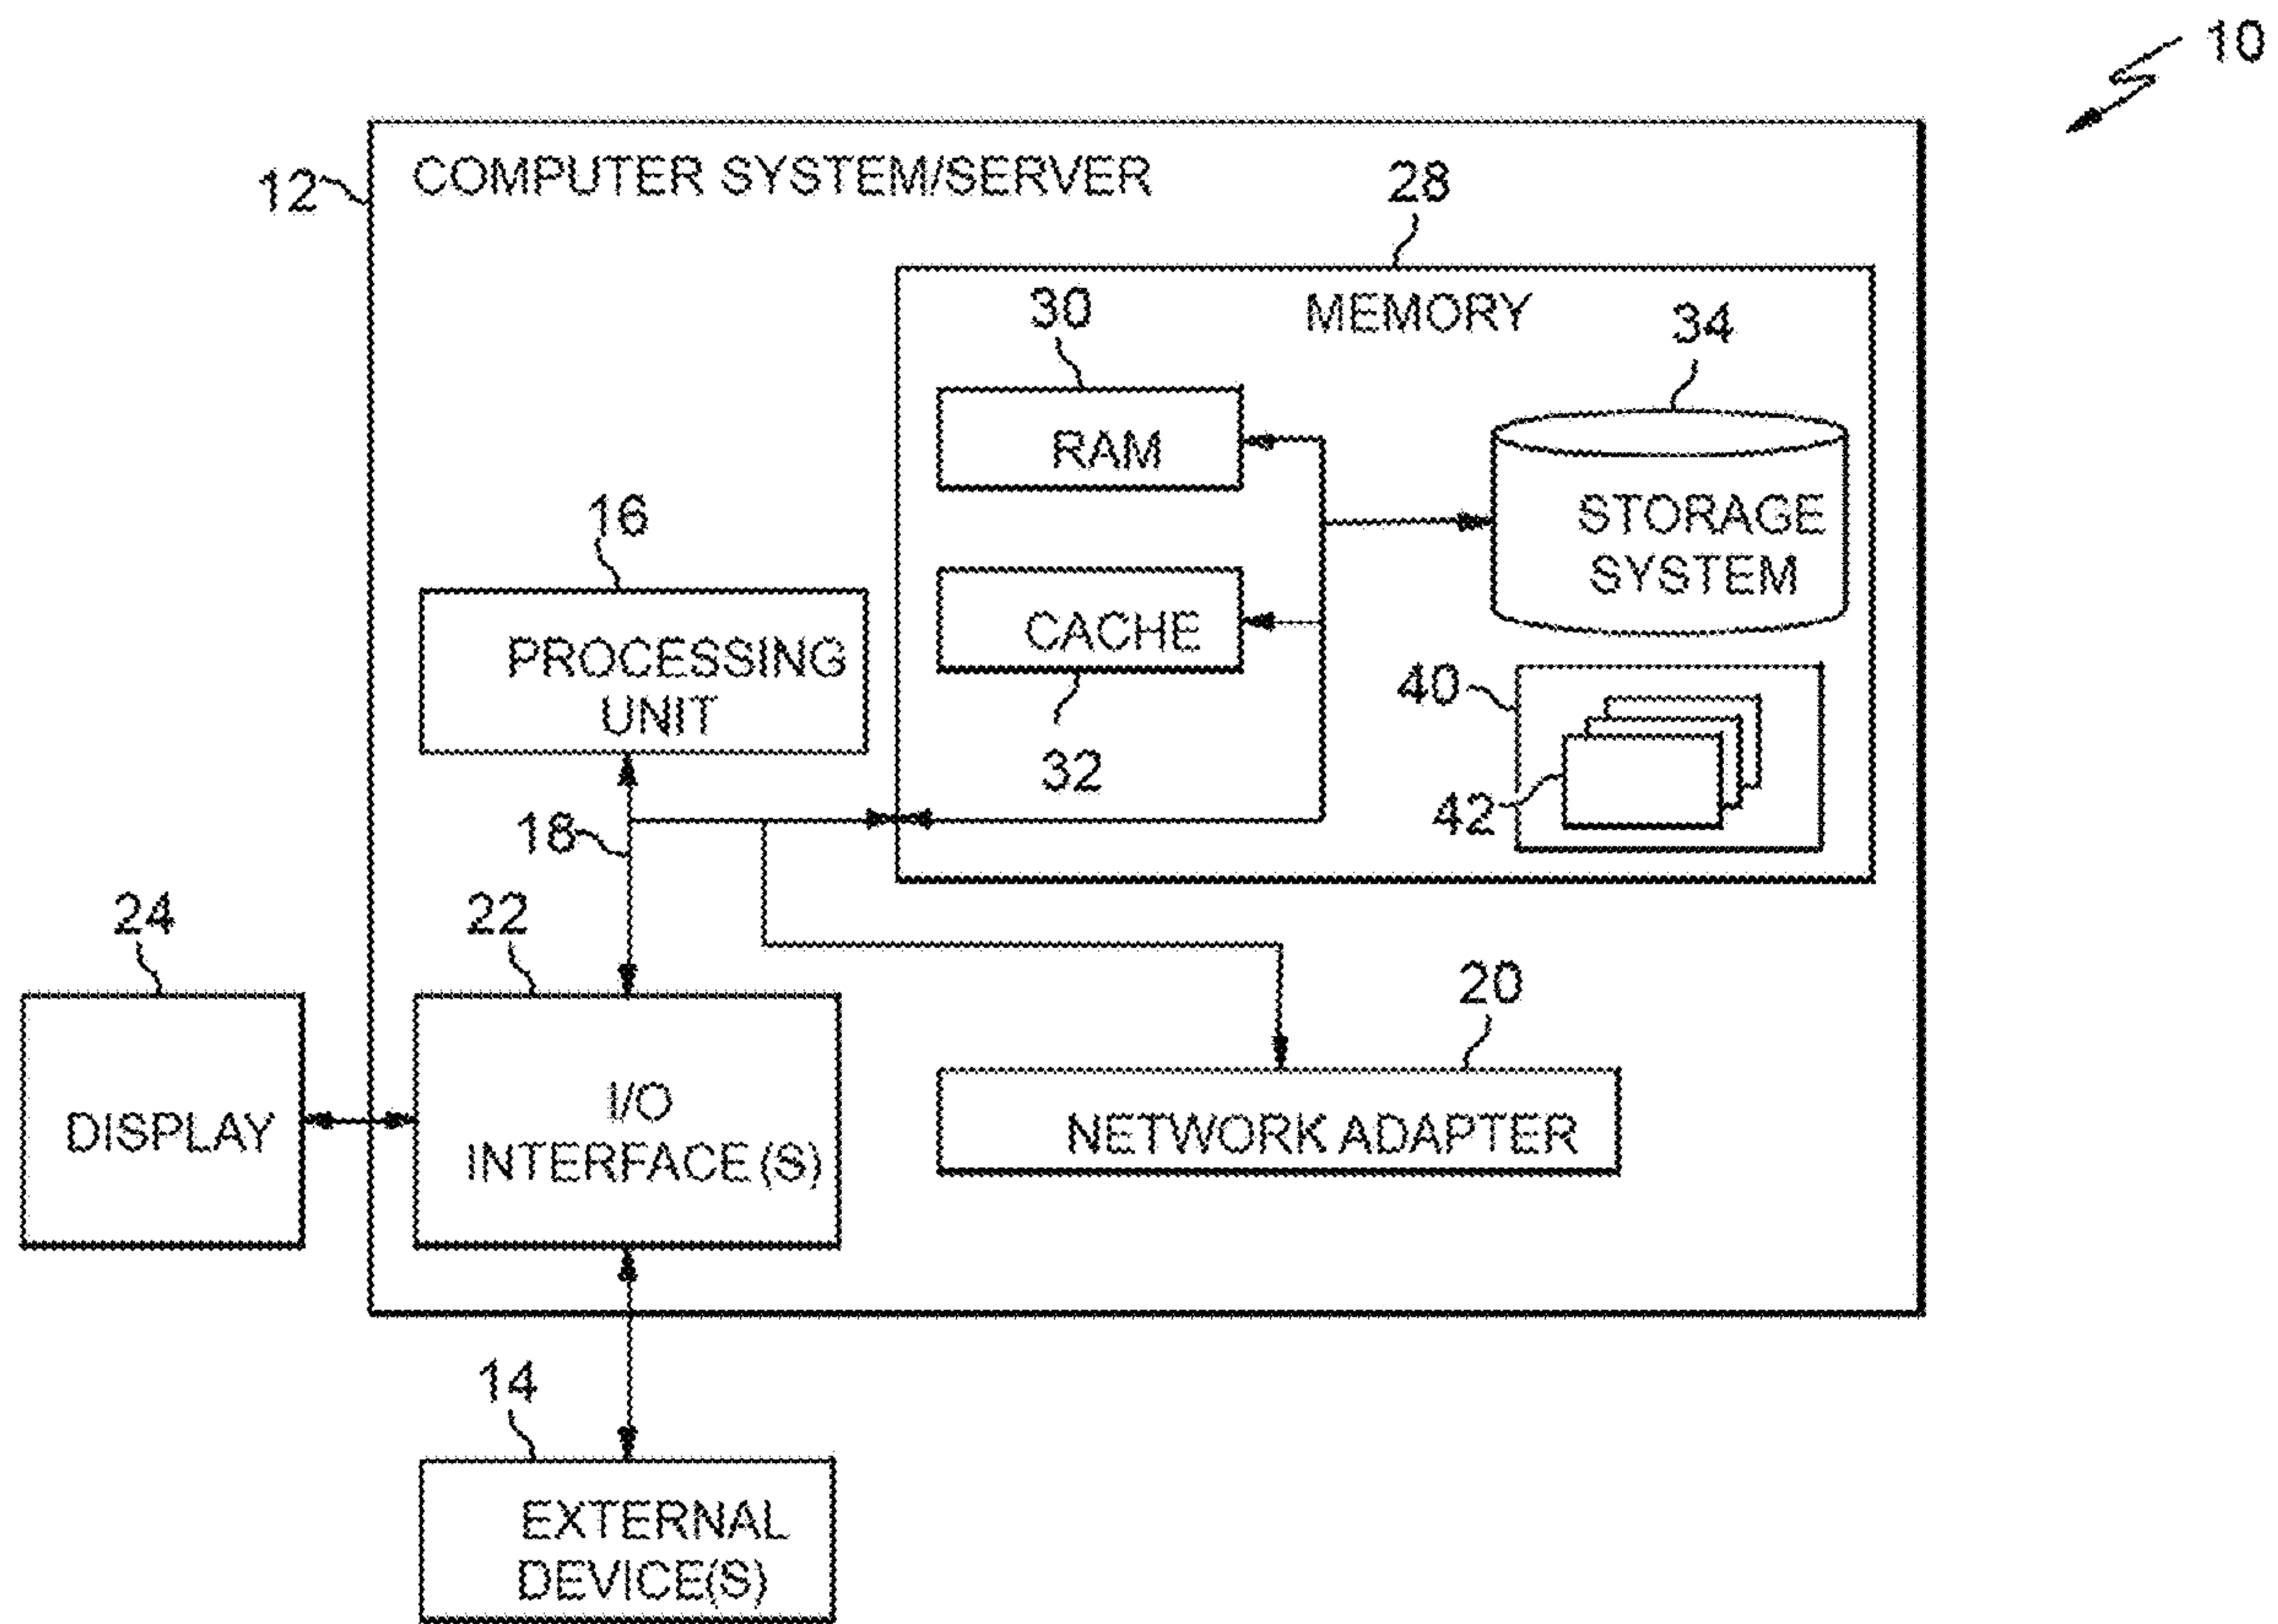 10
12
COMPUTER SYSTEM/SERVER
28
30
MEMORY
34
RAM
16
STORAGE
SYSTEM
CACHE
PROCESSING
UNIT
40
32
42
18
24
22
20
I/O
INTERFACE(S)
DISPLAY
NETWORK ADAPTER
14
EXTERNAL
DEVICE(S)